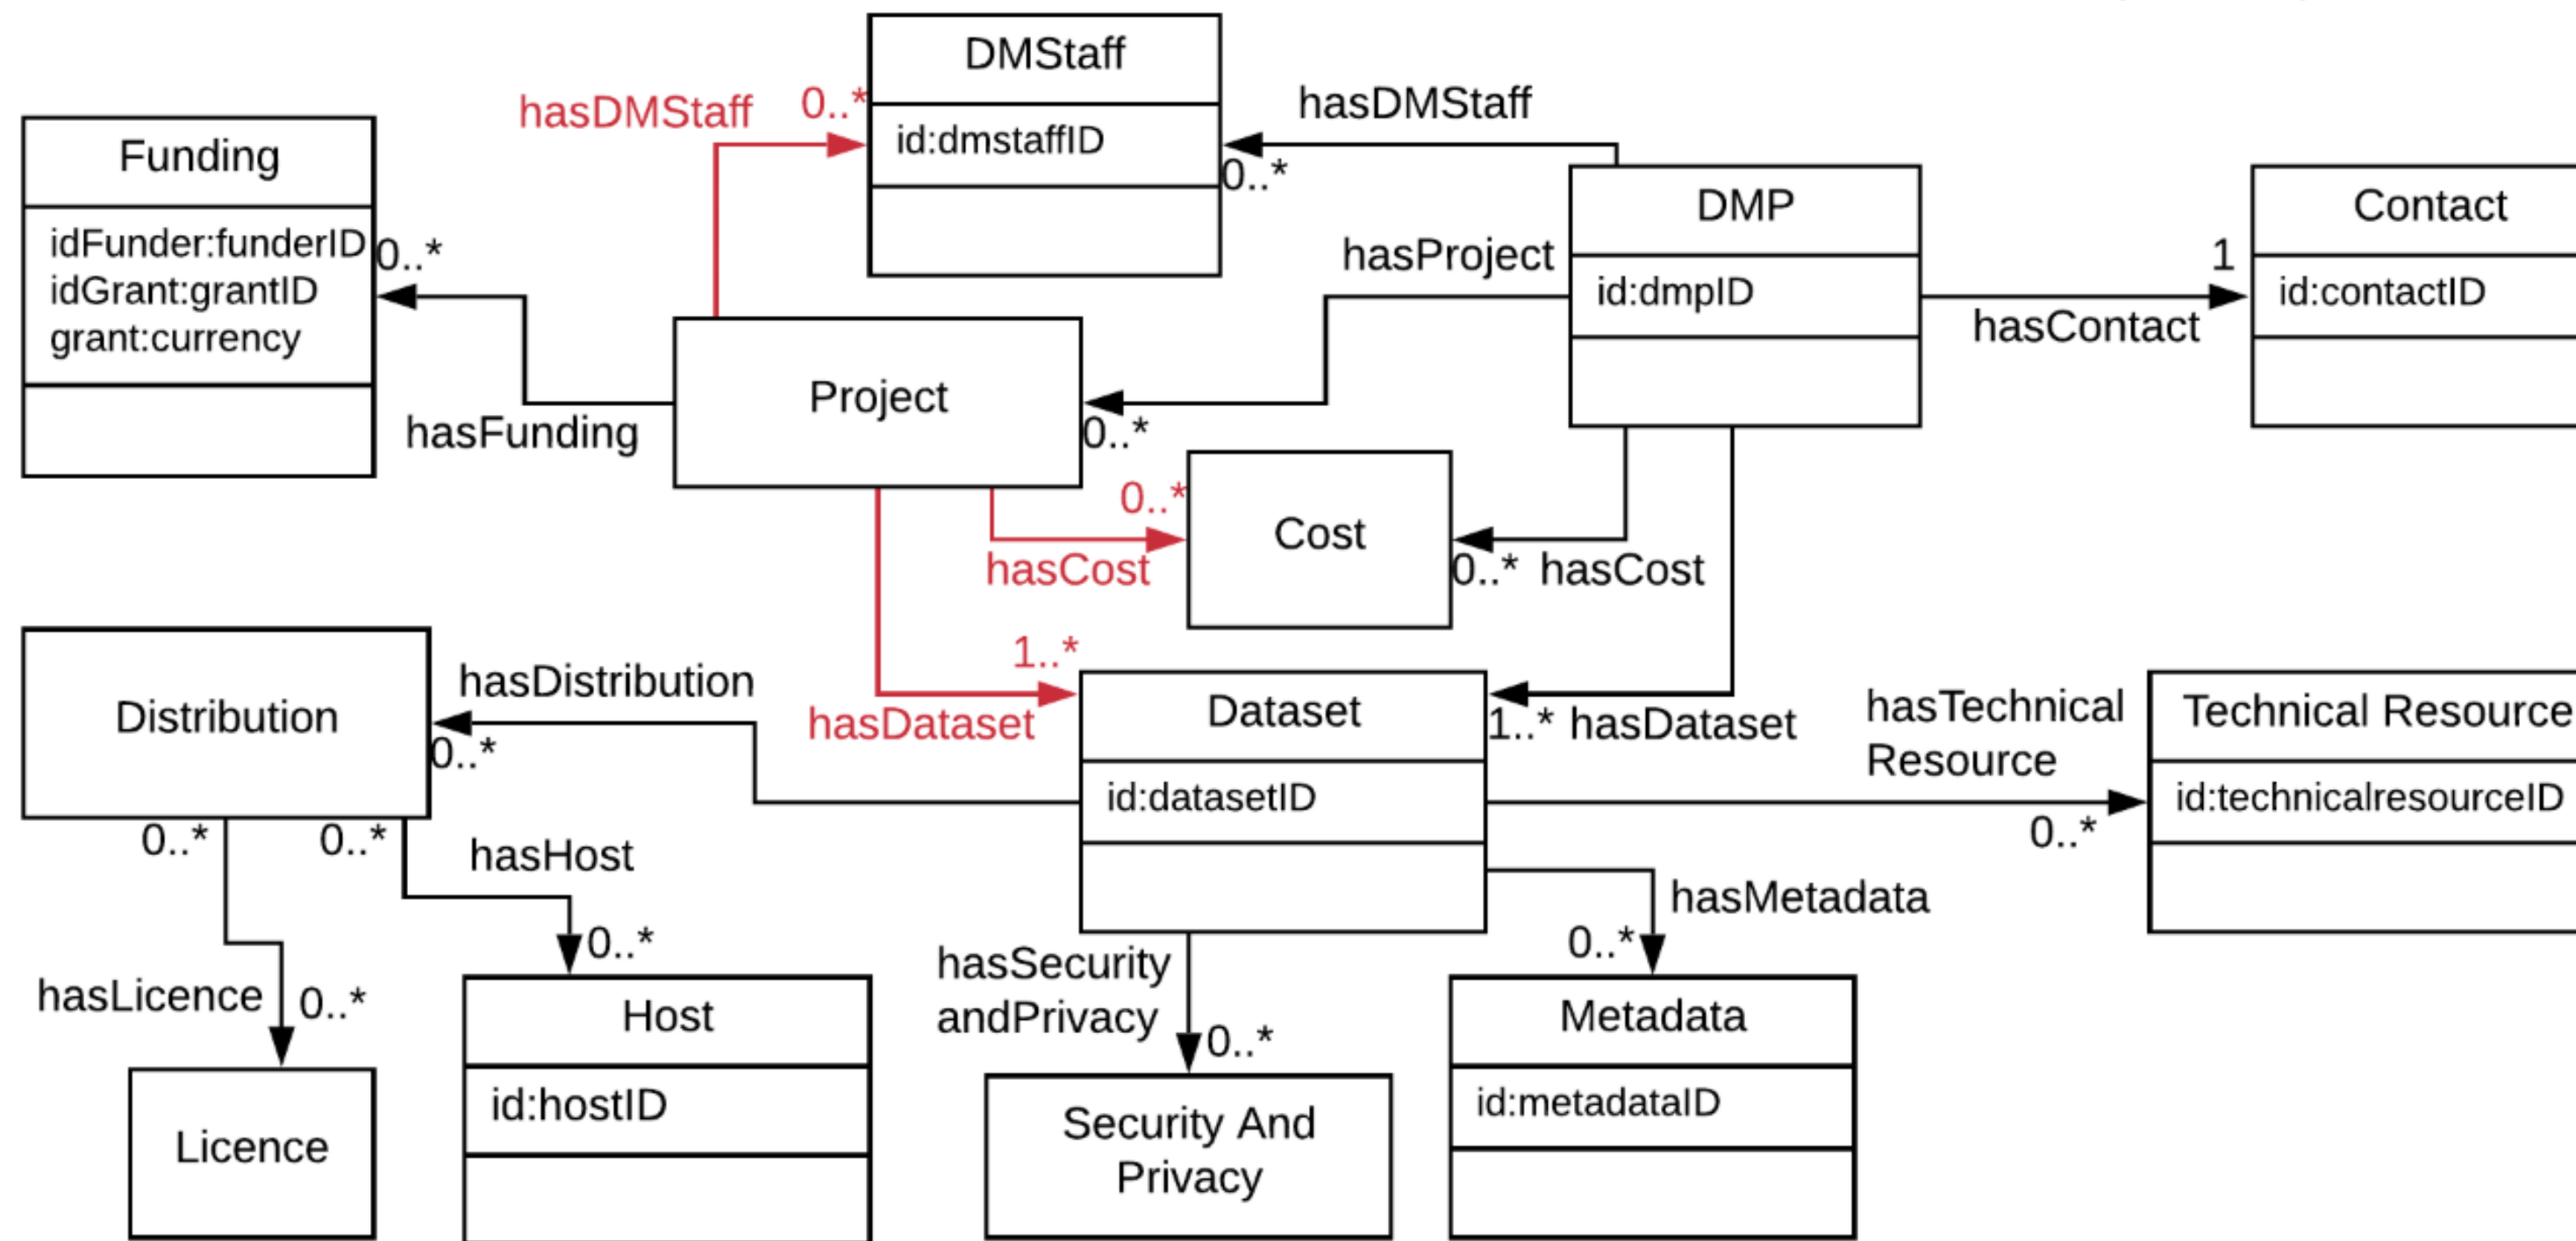 DMStaff
id:dmstaffID
hasDMStaff
0..*
hasDMStaff
0..*
Funding
idFunder:funderID
idGrant:grantID
grant:currency
0..*
hasFunding
DMP
id:dmpID
Contact
id:contactID
1
hasContact
hasProject
0..*
Project
Cost
0..*
hasCost
0..*
hasCost
1..*
hasDataset
1..*
hasDataset
Distribution
hasDistribution
0..*
Dataset
id:datasetID
hasTechnical
Resource
0..*
Technical Resource
id:technicalresourceID
0..*
0..*
hasHost
0..*
hasLicence
0..*
Licence
Host
id:hostID
hasSecurity
andPrivacy
0..*
Security And
Privacy
hasMetadata
0..*
Metadata
id:metadataID